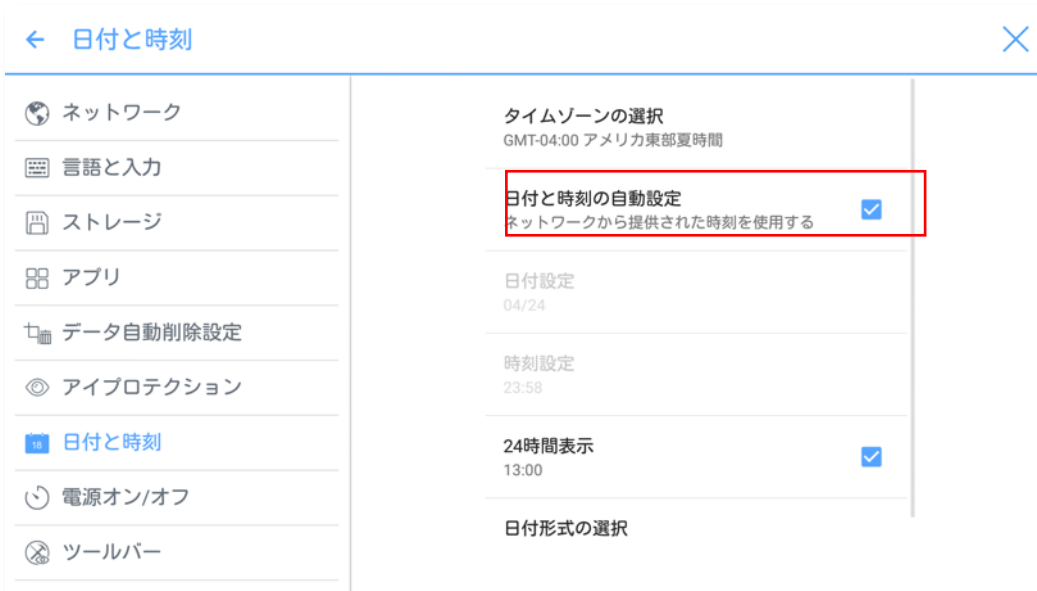 日付と時刻
ネットワーク
言語と入力
ストレージ
アプリ
データ自動削除設定
アイプロテクション
18
日付と時刻
電源オン/オフ
ツールバー
タイムゾーンの選択
GMT-04:00 アメリカ東部夏時間
日付と時刻の自動設定
ネットワークから提供された時刻を使用する
日付設定
04/24
時刻設定
23:58
24時間表示
13:00
日付形式の選択